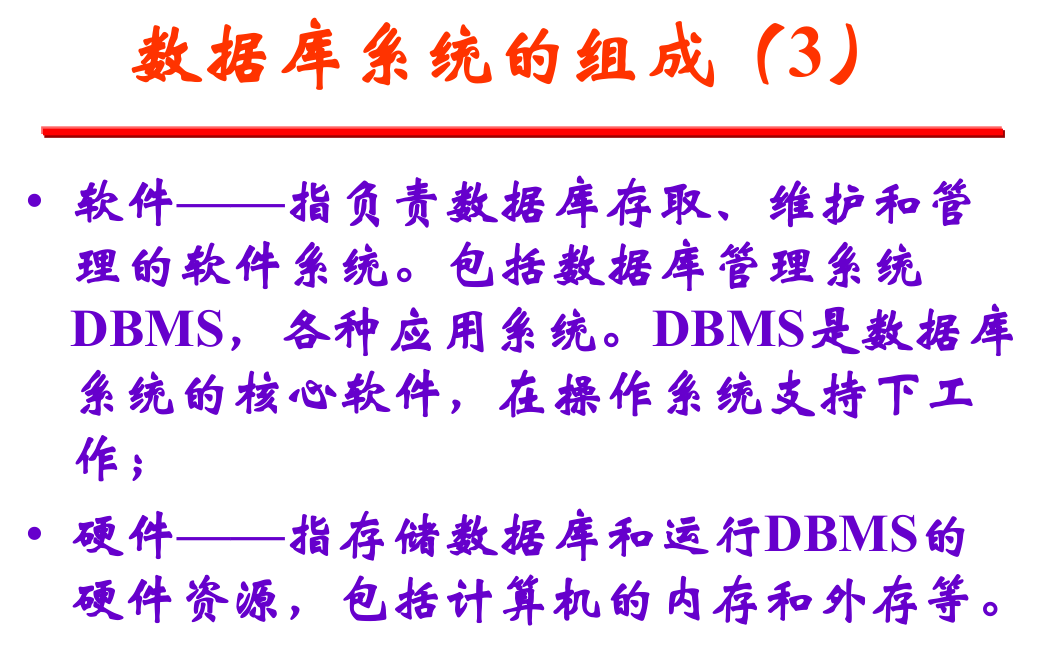 数据库系统的组成（3）
• 软件——指负责数据库存取、维护和管
理的软件系统。包括数据库管理系统
DBMS，各种应用系统。DBMS是数据库
系统的核心软件，在操作系统支持下工
作；
• 硬件——指存储数据库和运行DBMS的
硬件资源，包括计算机的内存和外存等。